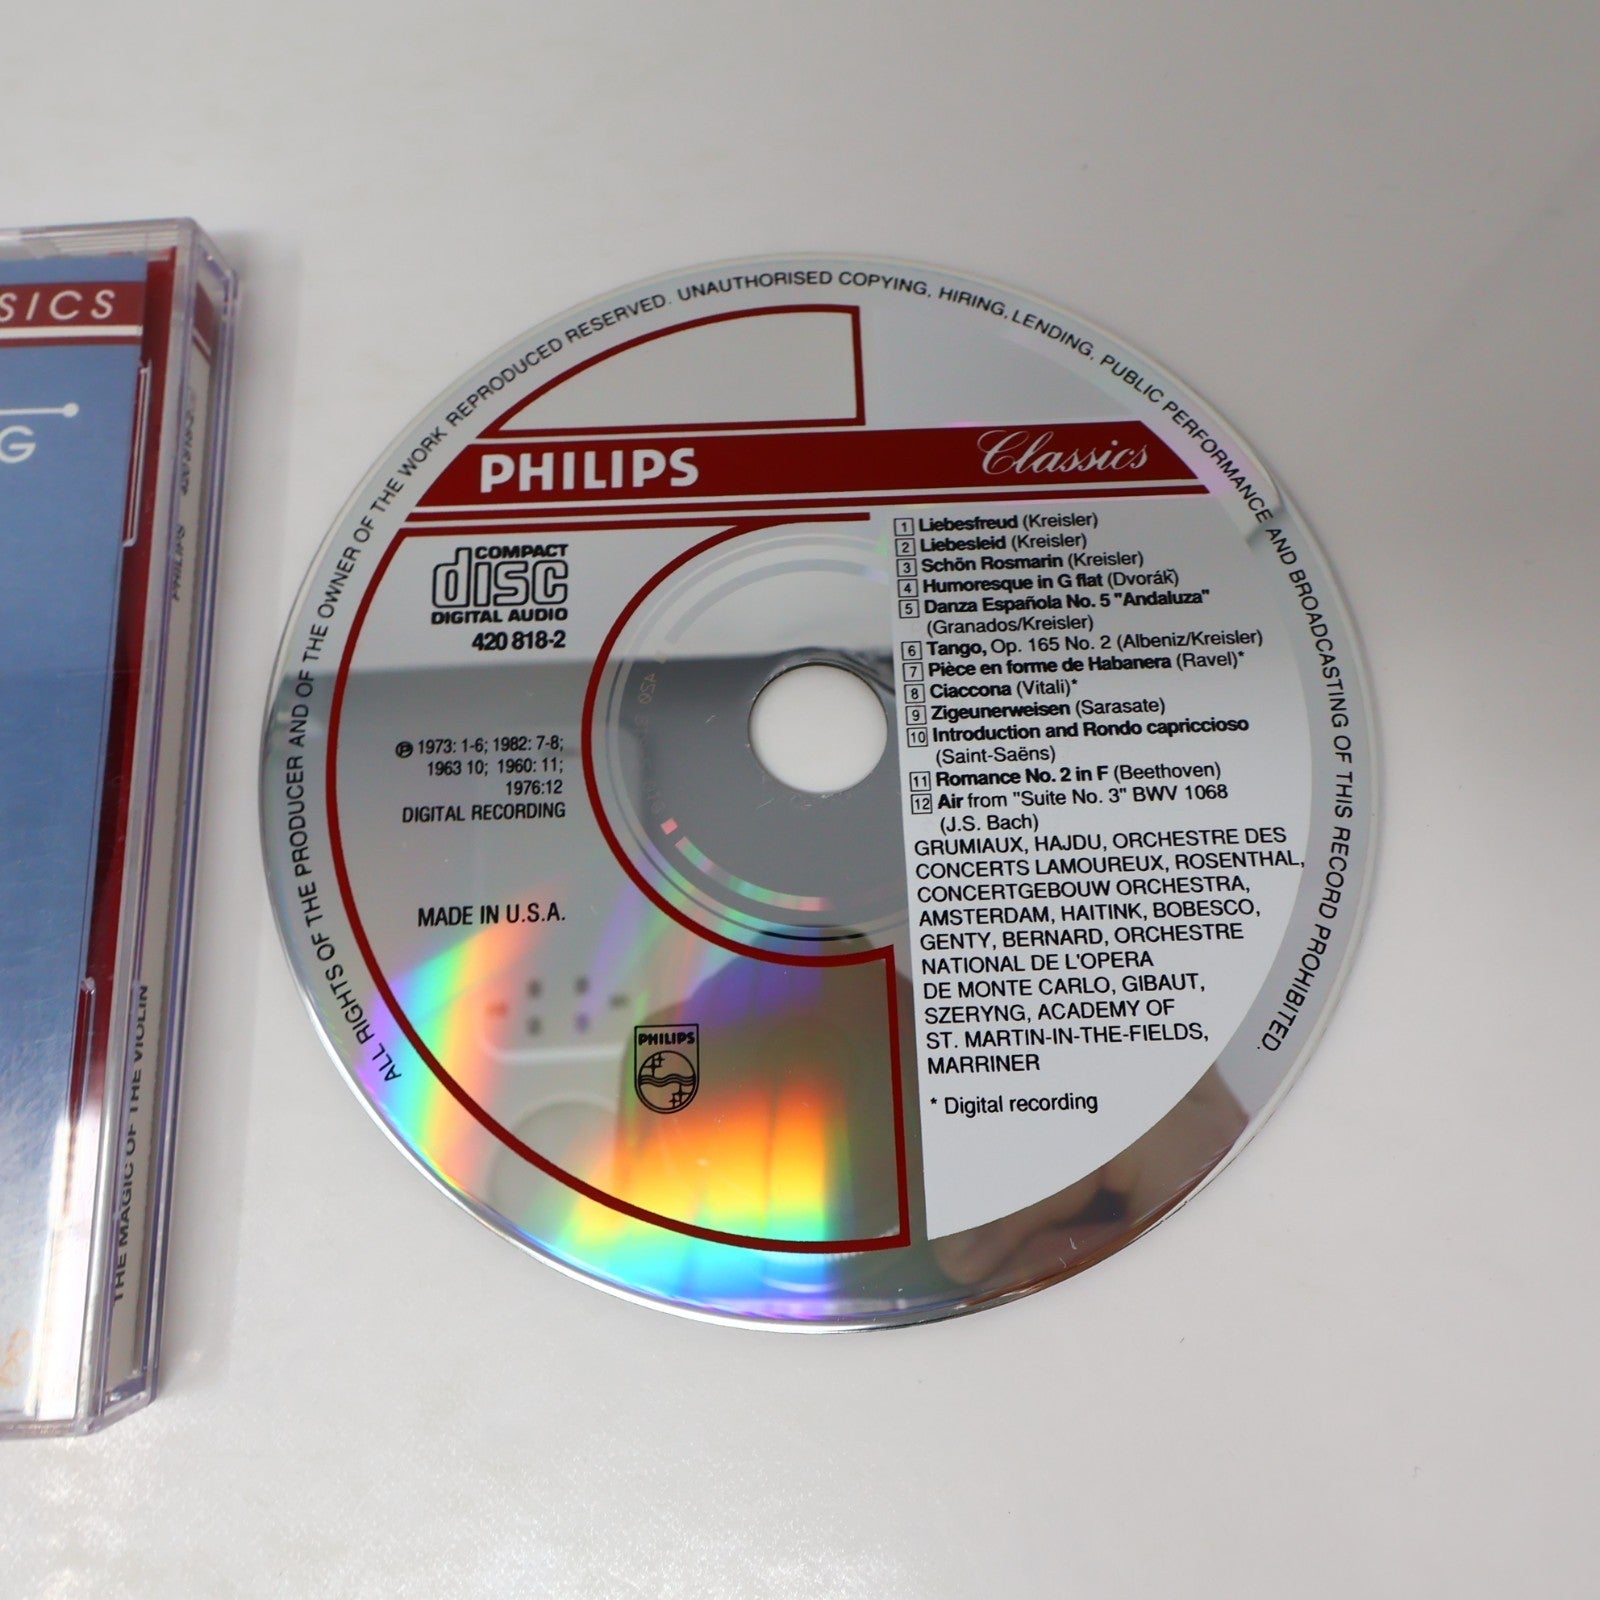 SICS
G
420 818-2
PHILIPS
THE MAGIC OF THE VIOLIN
ALL RIGHTS OF THE PRODUCER AND OF THE OWNER OF THE WORK REPRODUCED RESERVED. UNAUTHORISED COPYING, HIRING, LENDING, PUBLIC PERFORMANCE AND BROADCASTING OF THIS RECORD PROHIBITED.
PHILIPS Classics
COMPACT
disc
DIGITAL AUDIO
420 818-2
℗ 1973: 1-6; 1982: 7-8;
1963 10; 1960: 11;
1976:12
DIGITAL RECORDING
MADE IN U.S.A.
PHILIPS
1 Liebesfreud (Kreisler)
2 Liebesleid (Kreisler)
3 Schön Rosmarin (Kreisler)
4 Humoresque in G flat (Dvorák)
5 Danza Española No. 5 "Andaluza"
(Granados/Kreisler)
6 Tango, Op. 165 No. 2 (Albeniz/Kreisler)
7 Pièce en forme de Habanera (Ravel)*
8 Ciaccona (Vitali)*
9 Zigeunerweisen (Sarasate)
10 Introduction and Rondo capriccioso
(Saint-Saëns)
11 Romance No. 2 in F (Beethoven)
12 Air from "Suite No. 3" BWV 1068
(J.S. Bach)
GRUMIAUX, HAJDU, ORCHESTRE DES
CONCERTS LAMOUREUX, ROSENTHAL,
CONCERTGEBOUW ORCHESTRA,
AMSTERDAM, HAITINK, BOBESCO,
GENTY, BERNARD, ORCHESTRE
NATIONAL DE L'OPERA
DE MONTE CARLO, GIBAUT,
SZERYNG, ACADEMY OF
ST. MARTIN-IN-THE-FIELDS,
MARRINER
* Digital recording